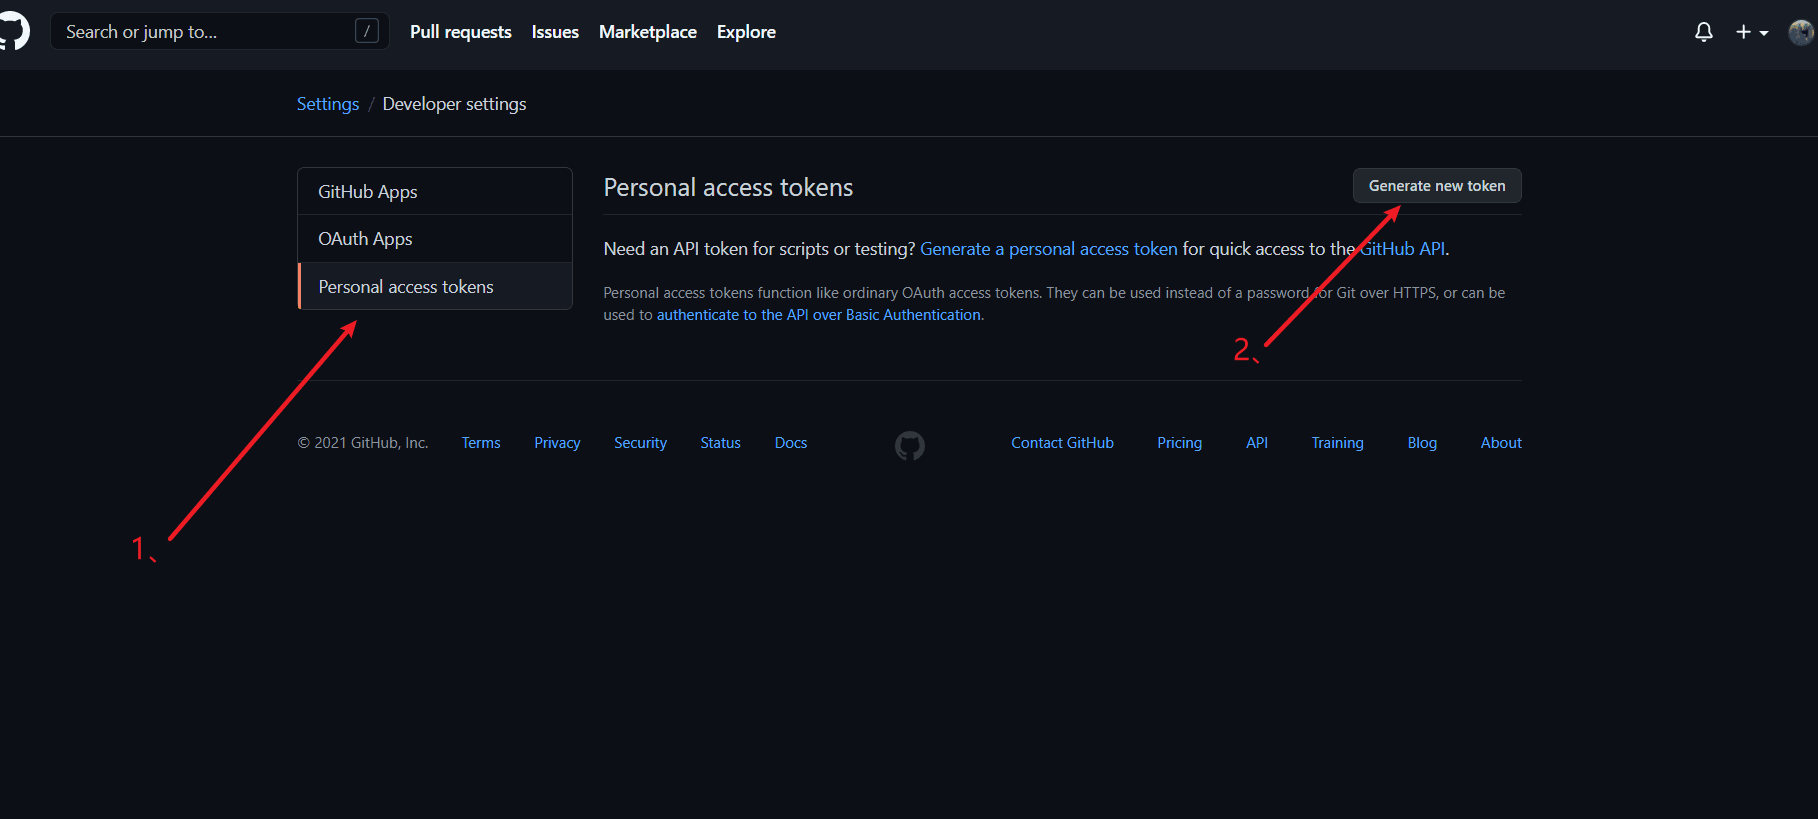 Search or jump to... /
Pull requests Issues Marketplace Explore
Settings / Developer settings
GitHub Apps
OAuth Apps
Personal access tokens
Personal access tokens
Generate new token
Need an API token for scripts or testing? Generate a personal access token for quick access to the GitHub API.
Personal access tokens function like ordinary OAuth access tokens. They can be used instead of a password for Git over HTTPS, or can be
used to authenticate to the API over Basic Authentication.
2、
© 2021 GitHub, Inc. Terms Privacy Security Status Docs Contact GitHub Pricing API Training Blog About
1、